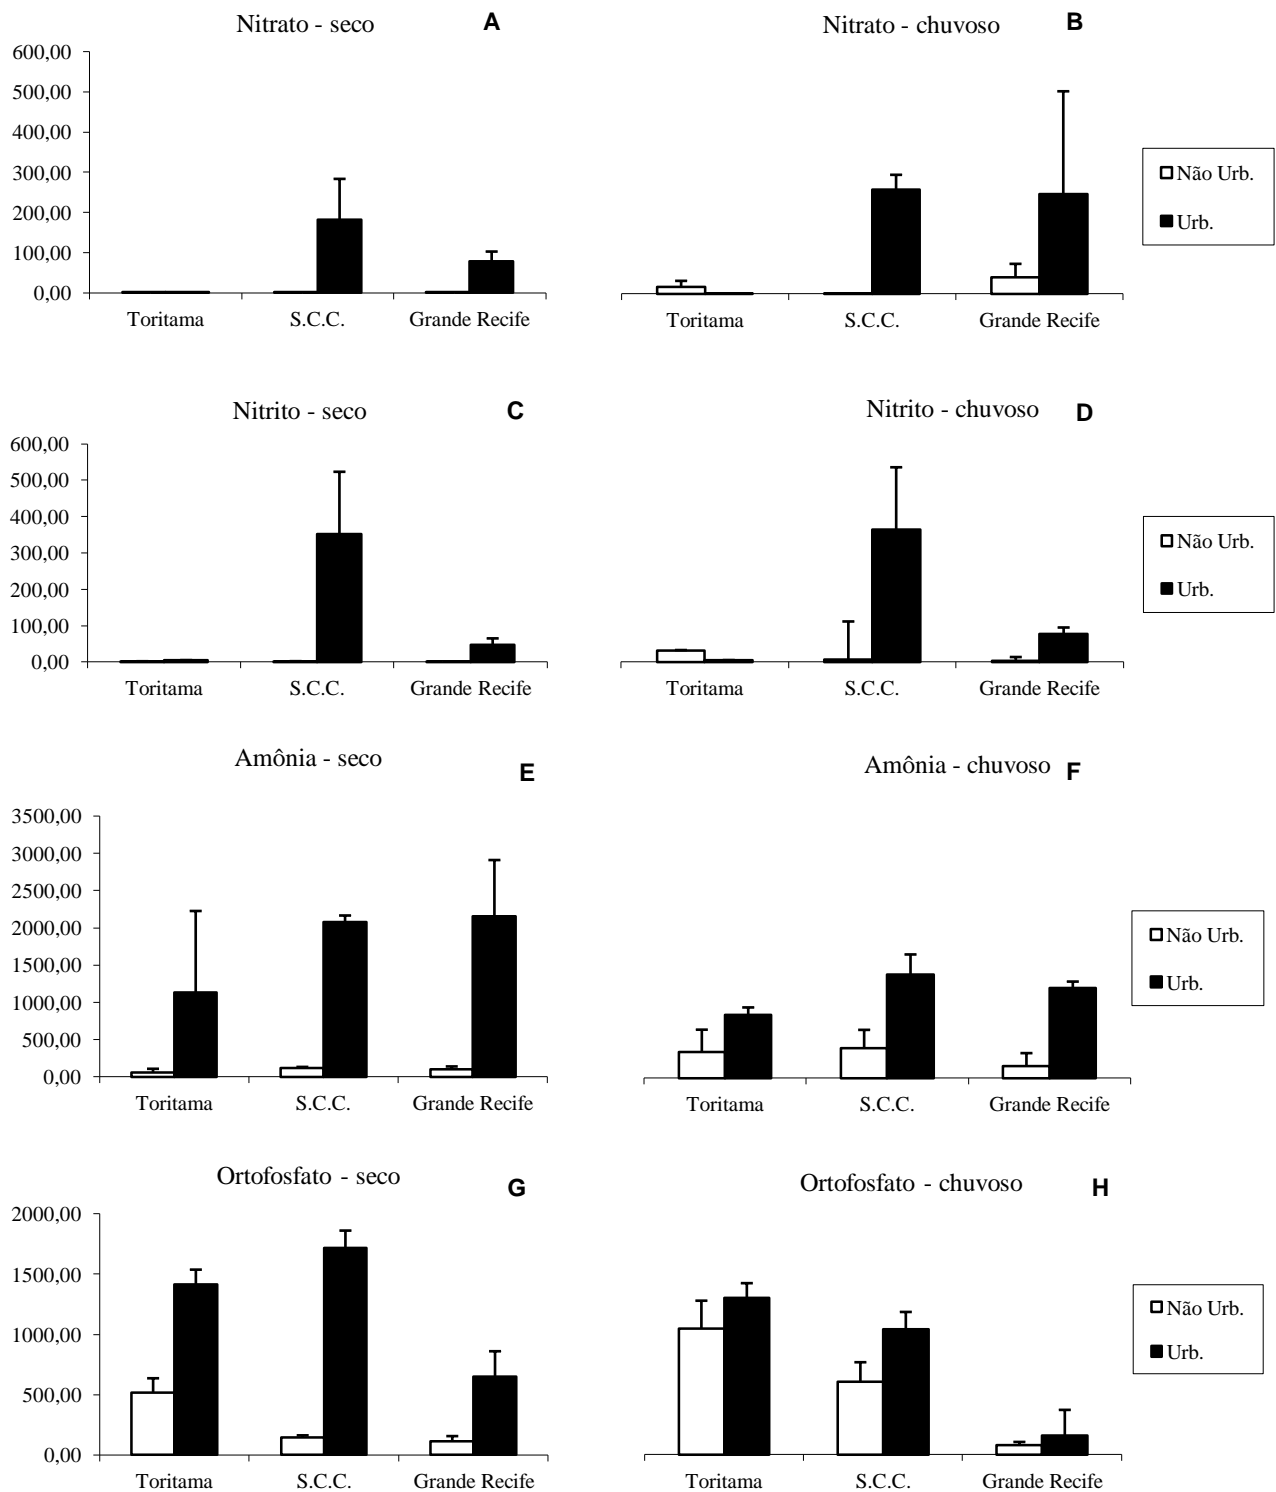 Nitrato - seco A
600,00
500,00
400,00
300,00
200,00
100,00
0,00
Toritama S.C.C. Grande Recife
Nitrato - chuvoso B
Toritama S.C.C. Grande Recife
Não Urb.
Urb.
Nitrito - seco C
600,00
500,00
400,00
300,00
200,00
100,00
0,00
Toritama S.C.C. Grande Recife
Nitrito - chuvoso D
Toritama S.C.C. Grande Recife
Não Urb.
Urb.
Amônia - seco E
3500,00
3000,00
2500,00
2000,00
1500,00
1000,00
500,00
0,00
Toritama S.C.C. Grande Recife
Amônia - chuvoso F
Toritama S.C.C. Grande Recife
Não Urb.
Urb.
Ortofosfato - seco G
2000,00
1500,00
1000,00
500,00
0,00
Toritama S.C.C. Grande Recife
Ortofosfato - chuvoso H
Toritama S.C.C. Grande Recife
Não Urb.
Urb.